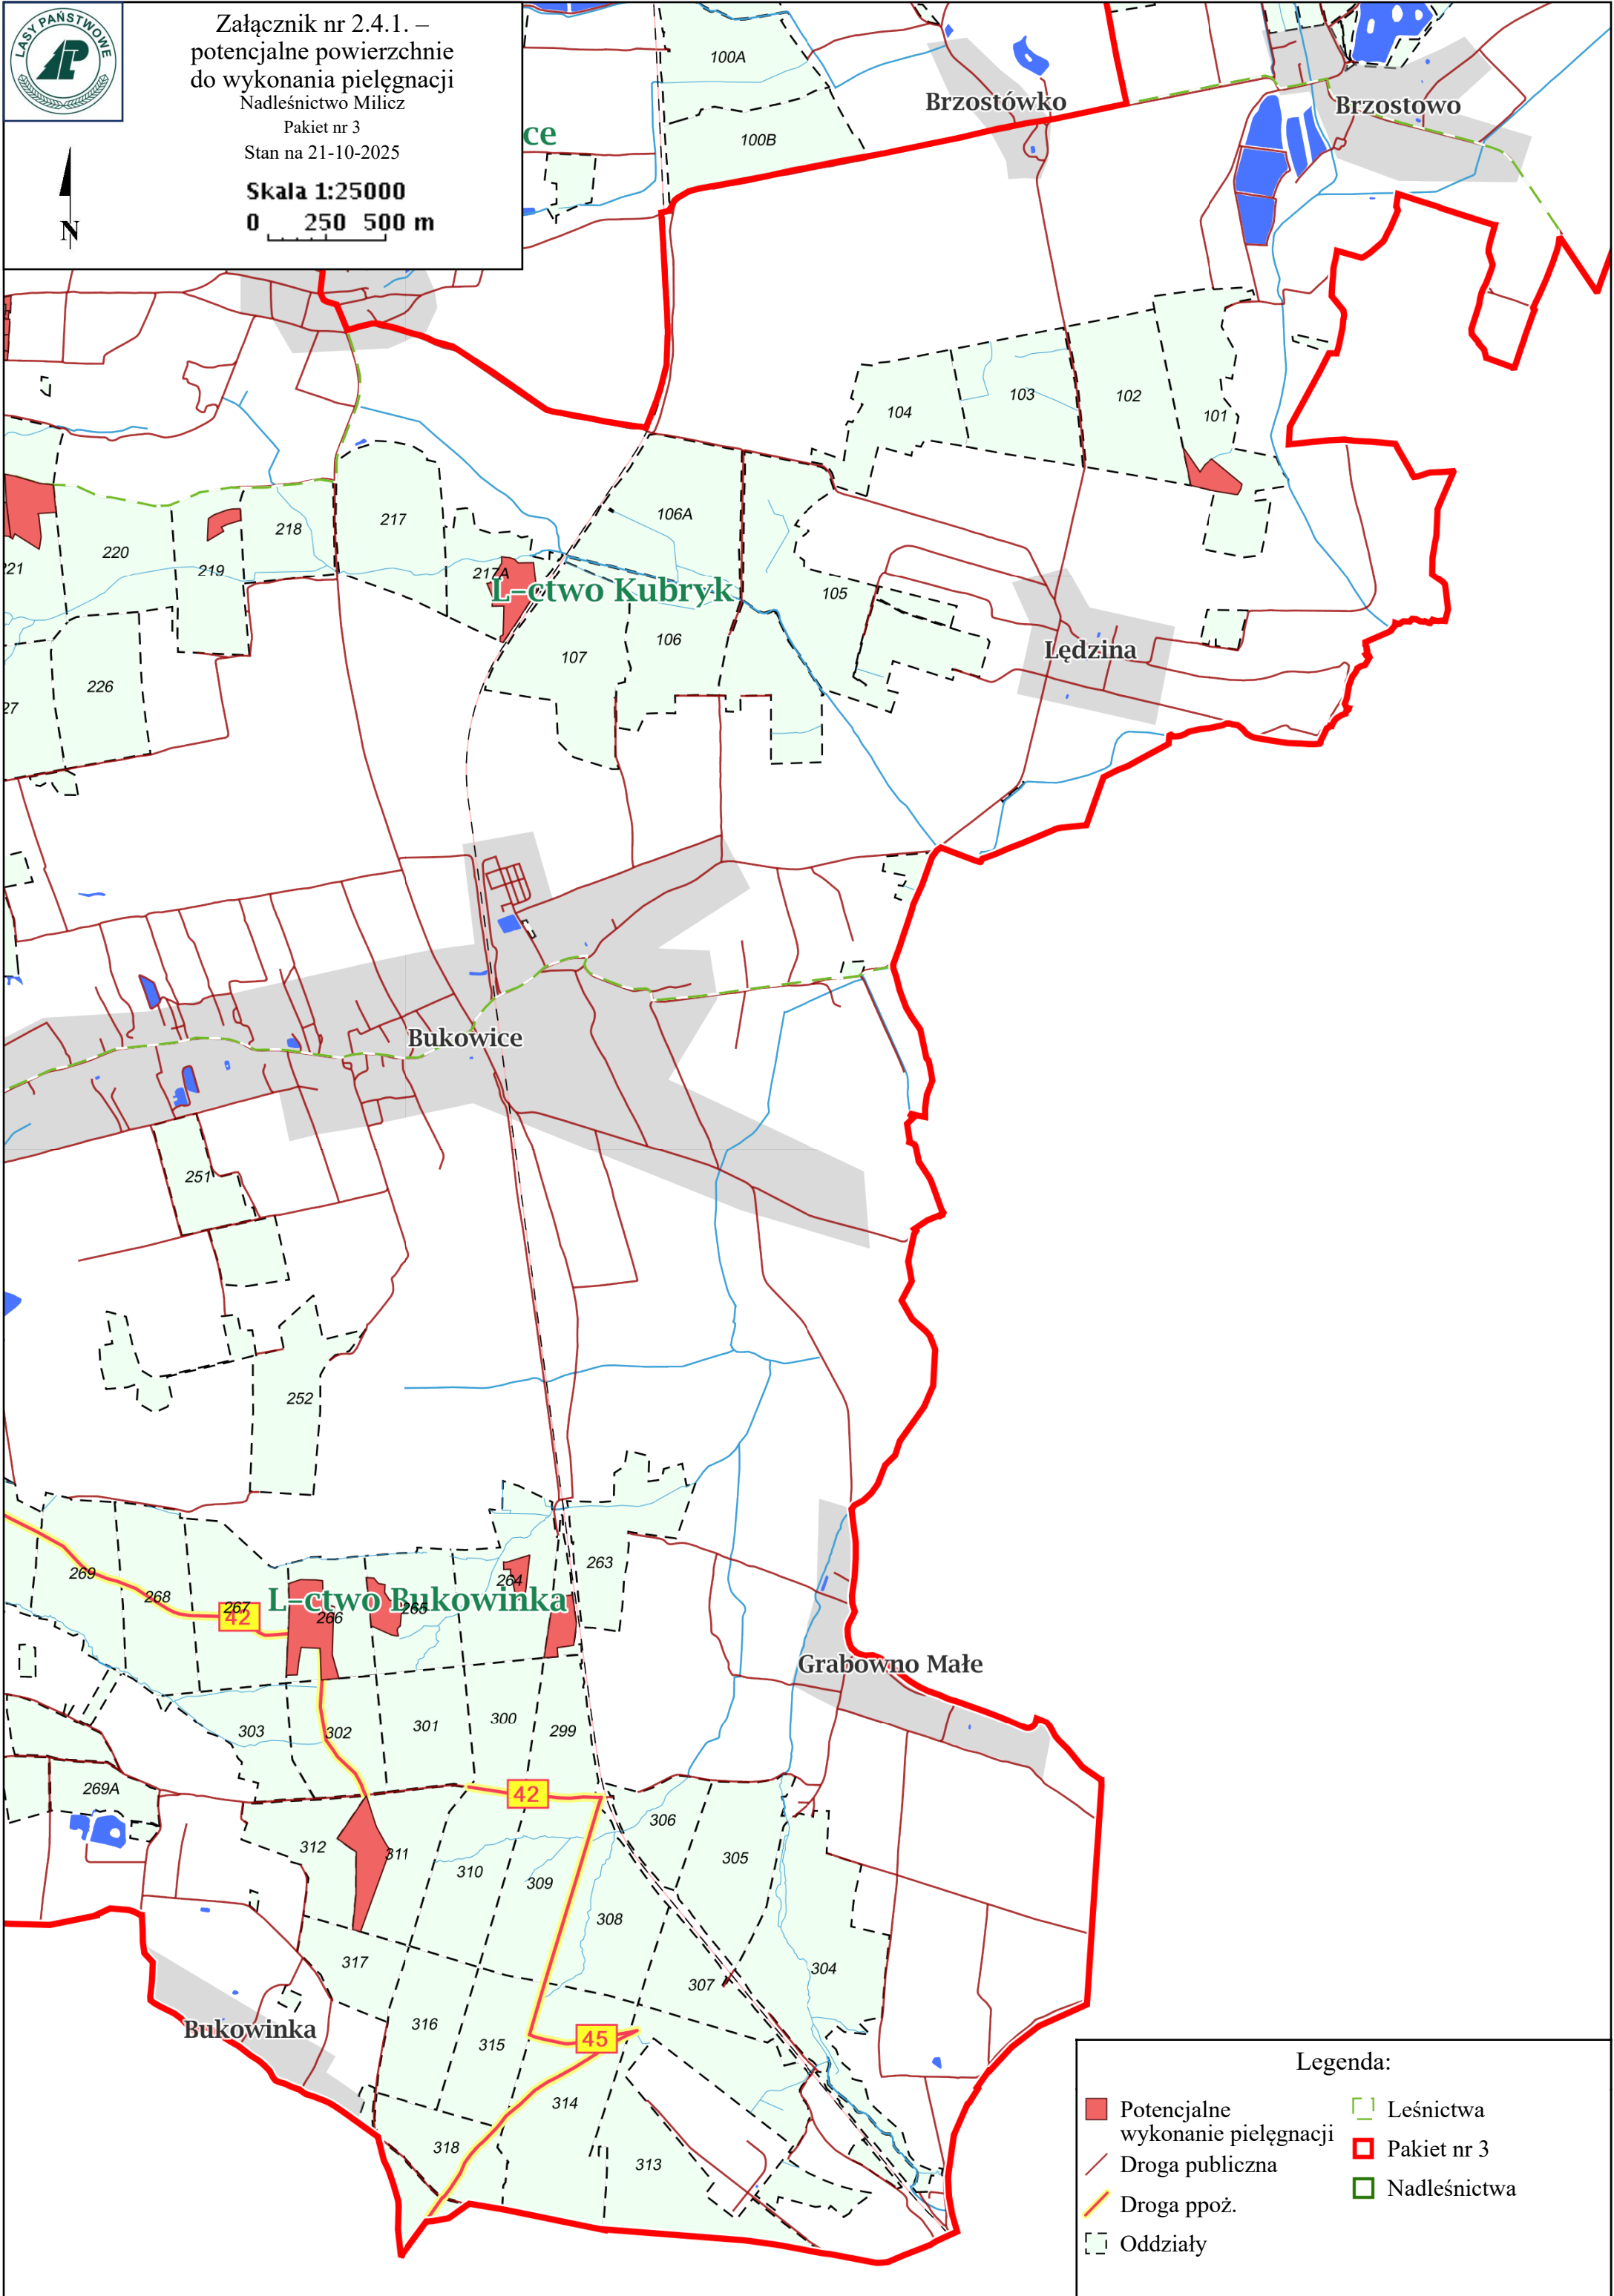 LASY PAŃSTWOWE
Załącznik nr 2.4.1. –
potencjalne powierzchnie
do wykonania pielęgnacji
Nadleśnictwo Milicz
Pakiet nr 3
Stan na 21-10-2025
Skala 1:25000
0 250 500 m
N
ce
100A
100B
Brzostówko
Brzostowo
104
103
102
101
106A
217
218
220
219
21
217A
L-ctwo Kubryk
105
106
107
Lędzina
226
27
Bukowice
251
252
263
264
269
268
267
42
L-ctwo Bukowinka
266
265
Grabowno Małe
303
302
301
300
299
269A
42
306
312
311
310
309
305
308
317
307
304
316
315
45
Bukowinka
314
318
313
Legenda:
Potencjalne
wykonanie pielęgnacji
Droga publiczna
Droga ppoż.
Oddziały
Leśnictwa
Pakiet nr 3
Nadleśnictwa